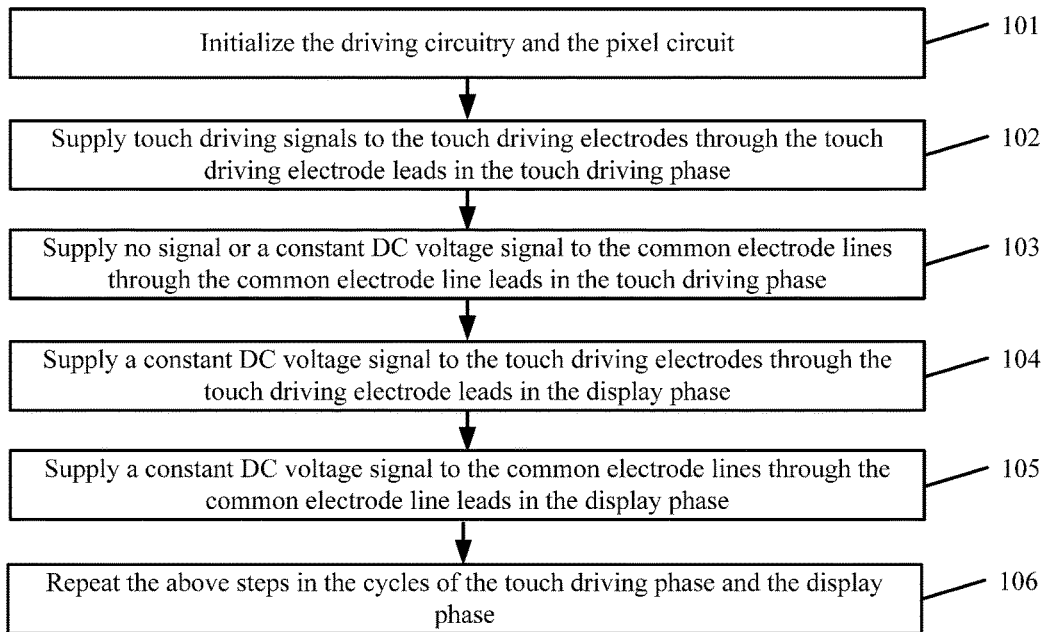 Initialize the driving circuitry and the pixel circuit
101
Supply touch driving signals to the touch driving electrodes through the touch
driving electrode leads in the touch driving phase
102
Supply no signal or a constant DC voltage signal to the common electrode lines
through the common electrode line leads in the touch driving phase
103
Supply a constant DC voltage signal to the touch driving electrodes through the
touch driving electrode leads in the display phase
104
Supply a constant DC voltage signal to the common electrode lines through the
common electrode line leads in the display phase
105
Repeat the above steps in the cycles of the touch driving phase and the display
phase
106